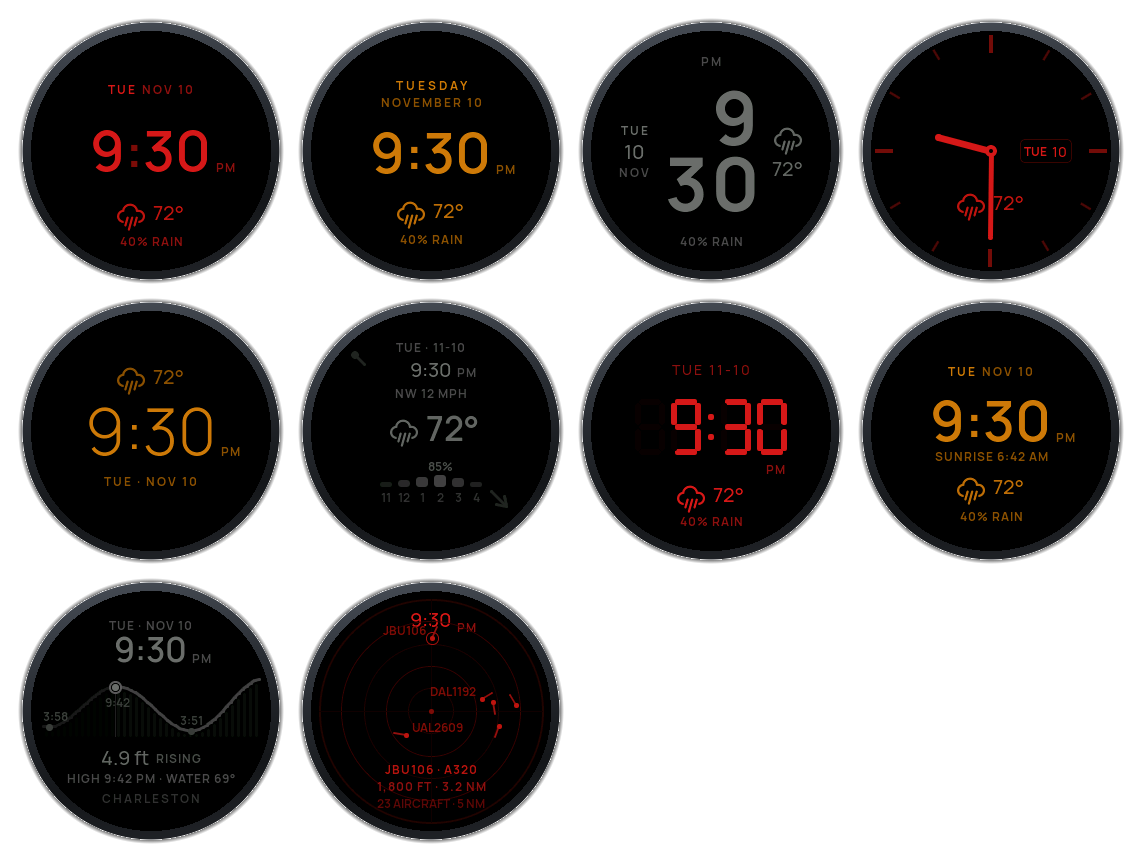 TUE NOV 10
9:30 PM
72°
40% RAIN
TUESDAY
NOVEMBER 10
9:30 PM
72°
40% RAIN
PM
9
30
TUE
10
NOV
72°
40% RAIN
TUE 10
72°
72°
9:30 PM
TUE · NOV 10
TUE · 11-10
9:30 PM
NW 12 MPH
72°
85%
11 12 1 2 3 4
TUE 11-10
9:30
PM
72°
40% RAIN
TUE NOV 10
9:30 PM
SUNRISE 6:42 AM
72°
40% RAIN
TUE · NOV 10
9:30 PM
3:58
9:42
3:51
4.9 ft RISING
HIGH 9:42 PM · WATER 69°
CHARLESTON
9:30 PM
JBU106
DAL1192
UAL2609
JBU106 · A320
1,800 FT · 3.2 NM
23 AIRCRAFT · 5 NM